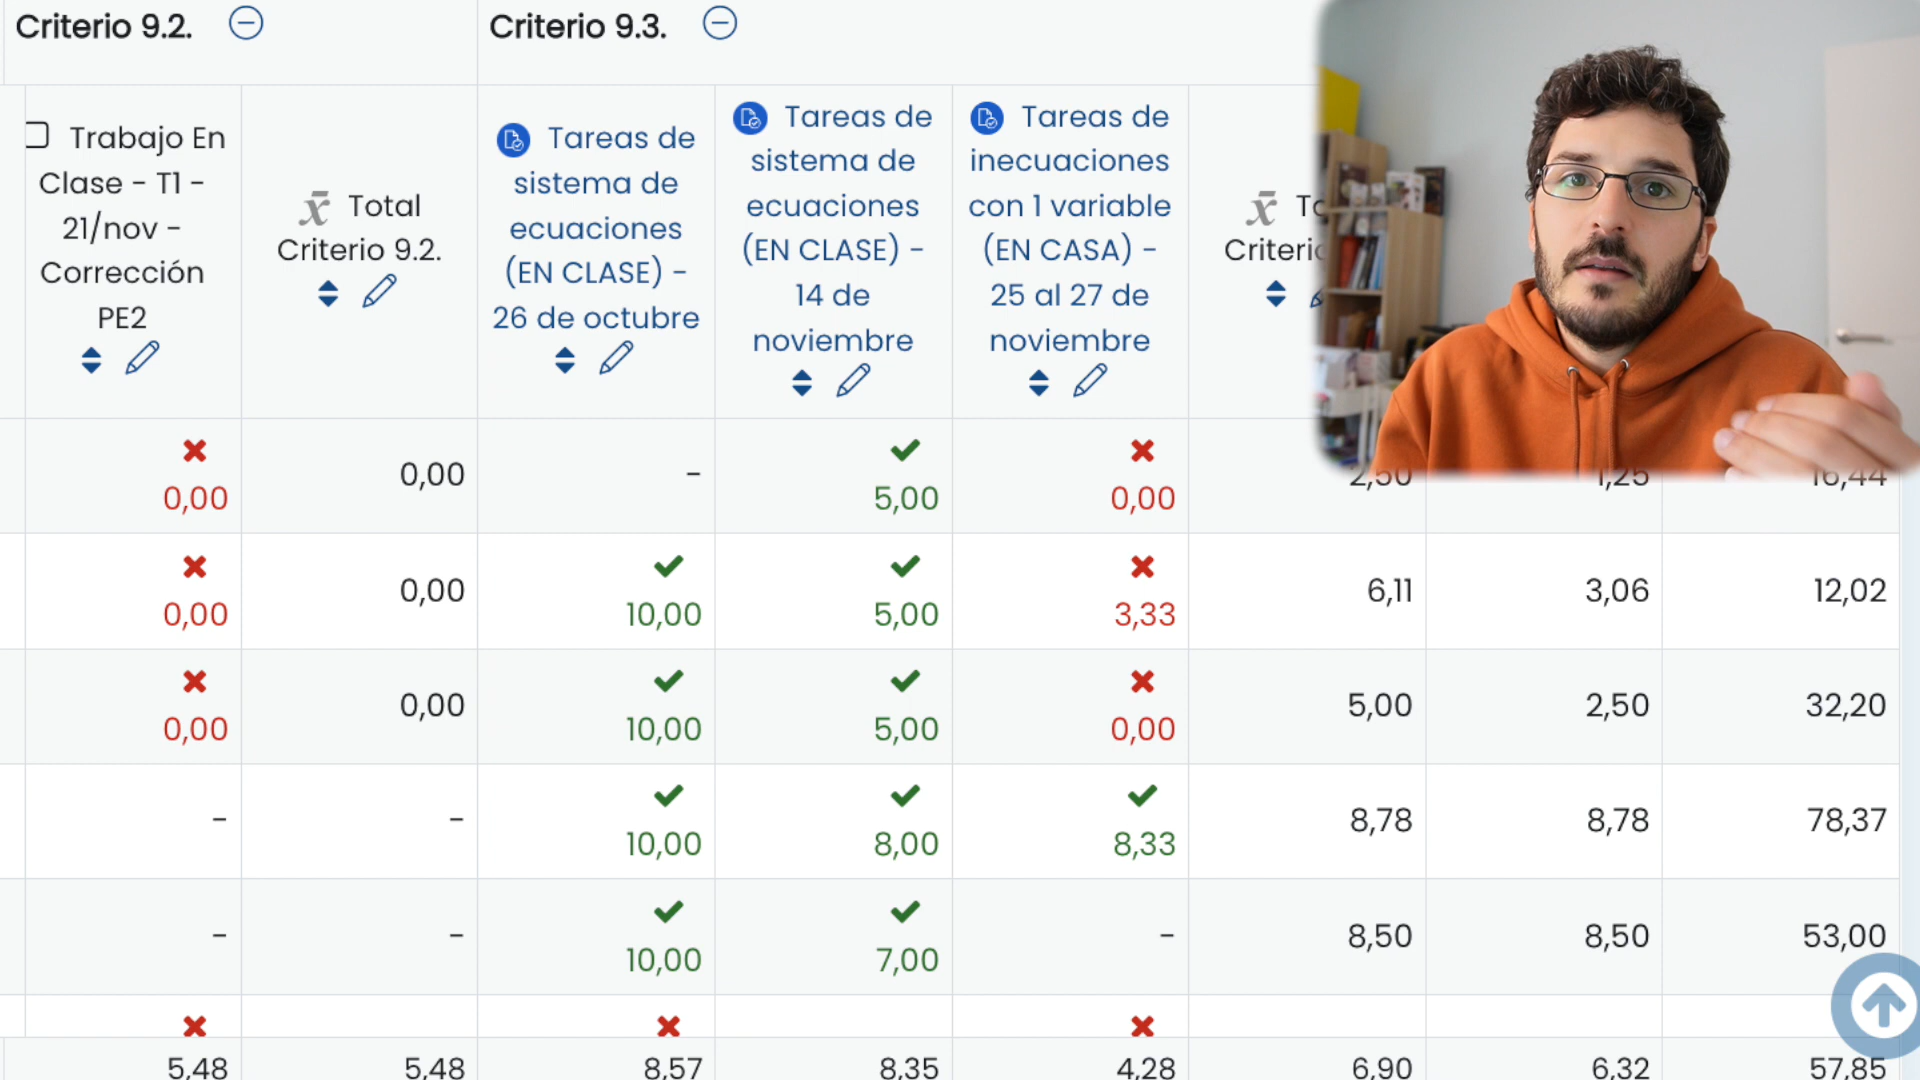 Criterio 9.2.
Criterio 9.3.
Trabajo En
Clase - T1 -
21/nov -
Corrección
PE2
x̄ Total
Criterio 9.2.
Tareas de
sistema de
ecuaciones
(EN CLASE) -
26 de octubre
Tareas de
sistema de
ecuaciones
(EN CLASE) -
14 de
noviembre
Tareas de
inecuaciones
con 1 variable
(EN CASA) -
25 al 27 de
noviembre
x̄
0,00 0,00 - 5,00 0,00 2,50 1,25 16,44
0,00 0,00 10,00 5,00 3,33 6,11 3,06 12,02
0,00 0,00 10,00 5,00 0,00 5,00 2,50 32,20
- - 10,00 8,00 8,33 8,78 8,78 78,37
- - 10,00 7,00 - 8,50 8,50 53,00
5,48 5,48 8,57 8,35 4,28 6,90 6,32 57,85